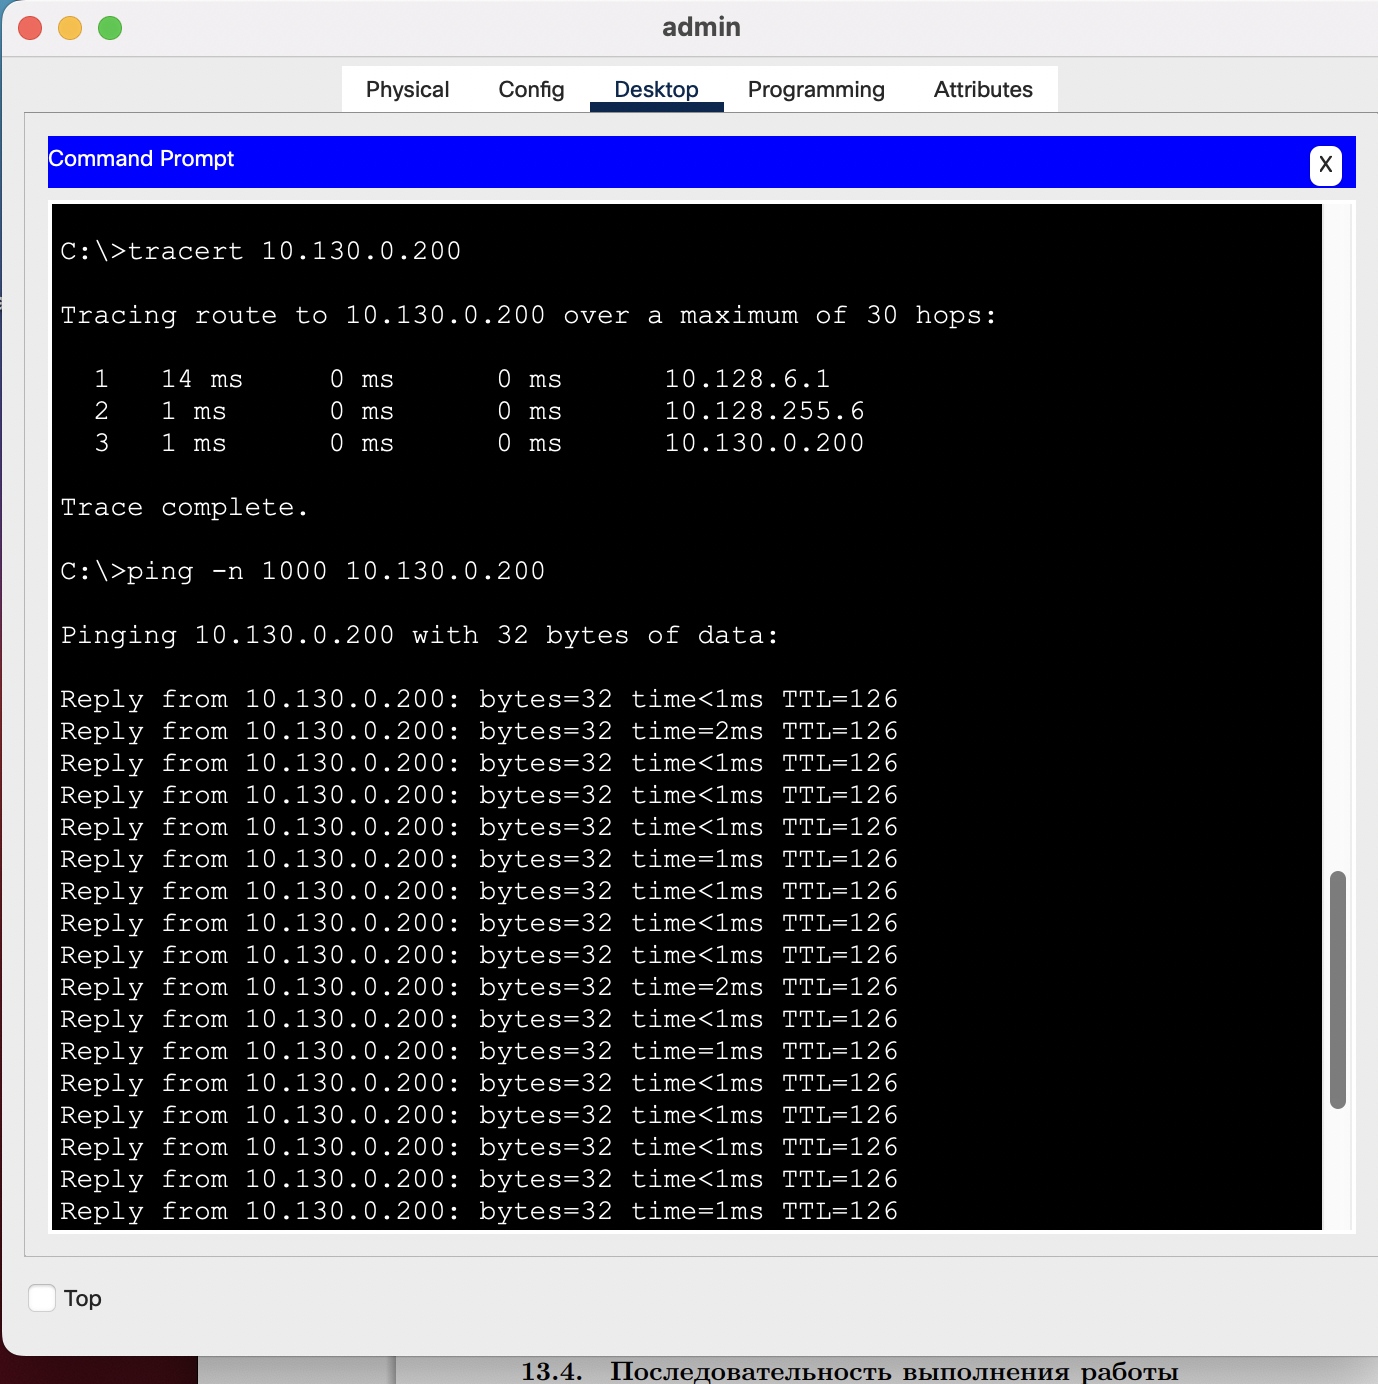 admin
Physical Config Desktop Programming Attributes
Command Prompt X
C:\>tracert 10.130.0.200
Tracing route to 10.130.0.200 over a maximum of 30 hops:
1 14 ms 0 ms 0 ms 10.128.6.1
2 1 ms 0 ms 0 ms 10.128.255.6
3 1 ms 0 ms 0 ms 10.130.0.200
Trace complete.
C:\>ping -n 1000 10.130.0.200
Pinging 10.130.0.200 with 32 bytes of data:
Reply from 10.130.0.200: bytes=32 time<1ms TTL=126
Reply from 10.130.0.200: bytes=32 time=2ms TTL=126
Reply from 10.130.0.200: bytes=32 time<1ms TTL=126
Reply from 10.130.0.200: bytes=32 time<1ms TTL=126
Reply from 10.130.0.200: bytes=32 time<1ms TTL=126
Reply from 10.130.0.200: bytes=32 time=1ms TTL=126
Reply from 10.130.0.200: bytes=32 time<1ms TTL=126
Reply from 10.130.0.200: bytes=32 time<1ms TTL=126
Reply from 10.130.0.200: bytes=32 time<1ms TTL=126
Reply from 10.130.0.200: bytes=32 time=2ms TTL=126
Reply from 10.130.0.200: bytes=32 time<1ms TTL=126
Reply from 10.130.0.200: bytes=32 time=1ms TTL=126
Reply from 10.130.0.200: bytes=32 time<1ms TTL=126
Reply from 10.130.0.200: bytes=32 time<1ms TTL=126
Reply from 10.130.0.200: bytes=32 time<1ms TTL=126
Reply from 10.130.0.200: bytes=32 time<1ms TTL=126
Reply from 10.130.0.200: bytes=32 time=1ms TTL=126
Top
13.4. Последовательность выполнения работы